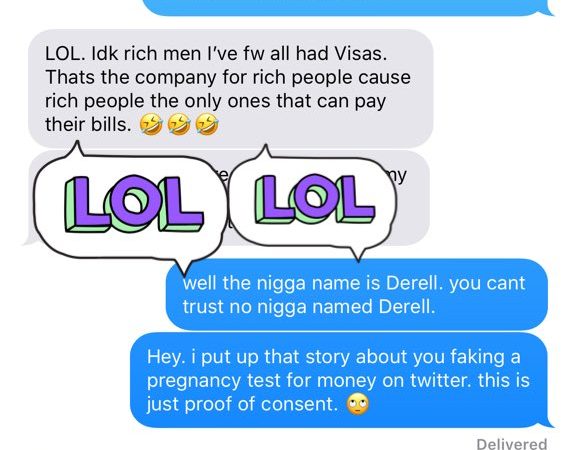 LOL. Idk rich men I’ve fw all had Visas.
Thats the company for rich people cause
rich people the only ones that can pay
their bills. 🤣🤣🤣
LOL LOL
well the nigga name is Derell. you cant
trust no nigga named Derell.
Hey. i put up that story about you faking a
pregnancy test for money on twitter. this is
just proof of consent. 🙄
Delivered